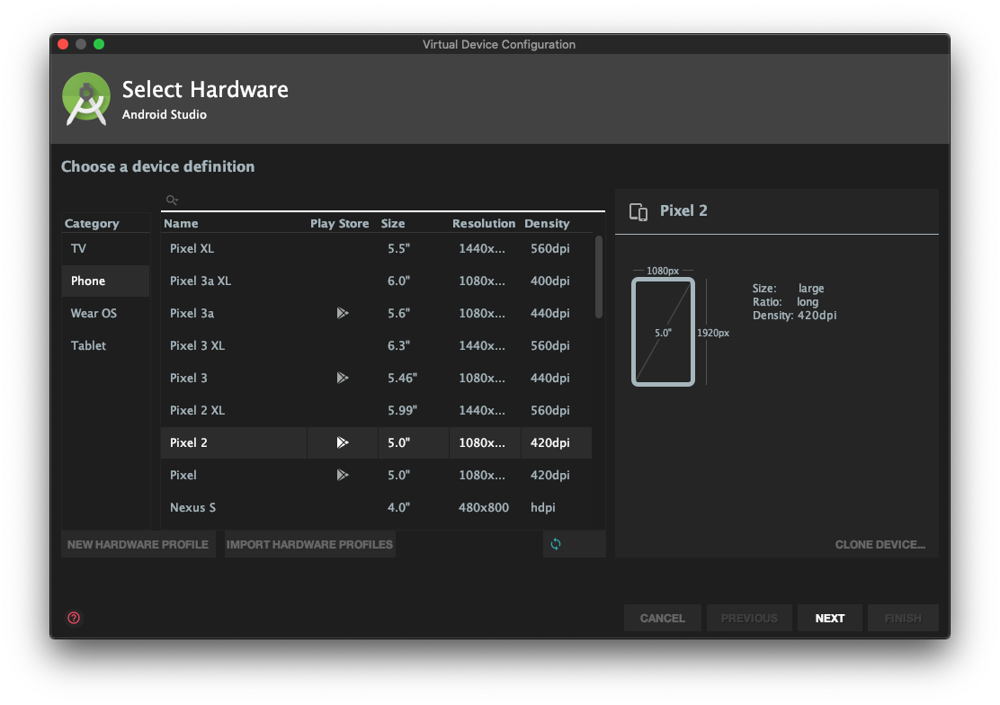 Virtual Device Configuration
Select Hardware
Android Studio
Choose a device definition
Category
TV
Phone
Wear OS
Tablet
Name Play Store Size Resolution Density
Pixel XL 5.5" 1440x... 560dpi
Pixel 3a XL 6.0" 1080x... 400dpi
Pixel 3a 5.6" 1080x... 440dpi
Pixel 3 XL 6.3" 1440x... 560dpi
Pixel 3 5.46" 1080x... 440dpi
Pixel 2 XL 5.99" 1440x... 560dpi
Pixel 2 5.0" 1080x... 420dpi
Pixel 5.0" 1080x... 420dpi
Nexus S 4.0" 480x800 hdpi
NEW HARDWARE PROFILE IMPORT HARDWARE PROFILES
Pixel 2
1080px
5.0"
1920px
Size: large
Ratio: long
Density: 420dpi
CLONE DEVICE...
?
CANCEL PREVIOUS NEXT FINISH